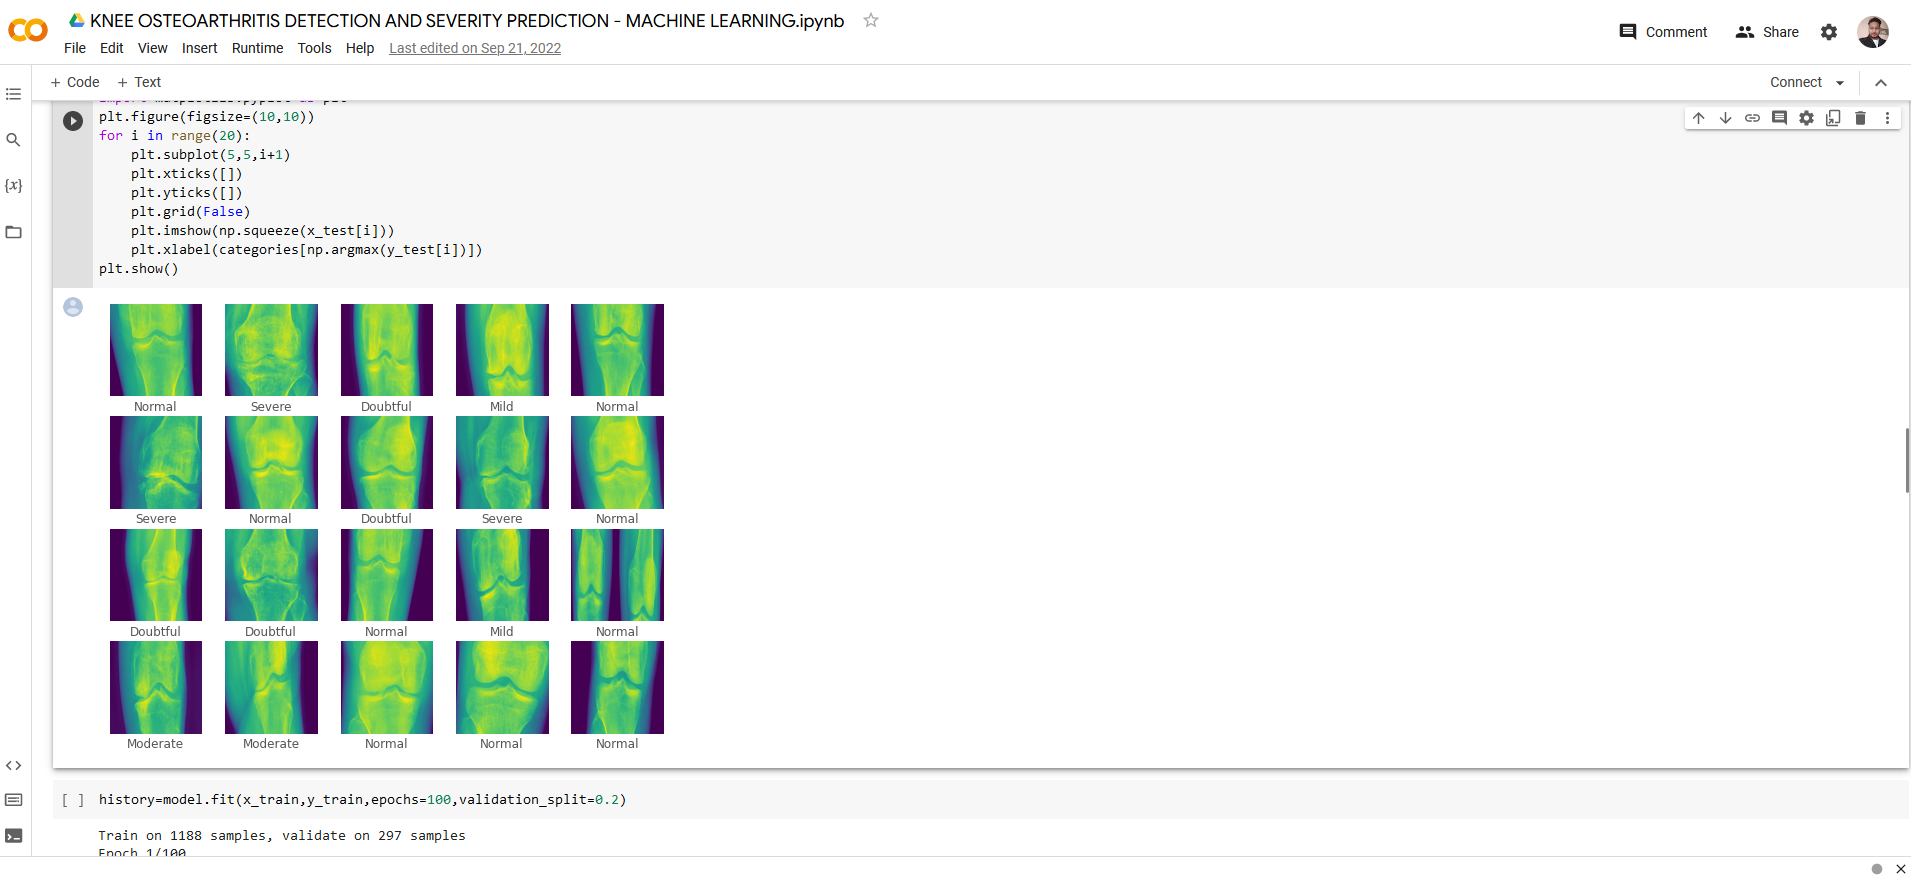 KNEE OSTEOARTHRITIS DETECTION AND SEVERITY PREDICTION - MACHINE LEARNING.ipynb
File Edit View Insert Runtime Tools Help Last edited on Sep 21, 2022
Comment Share
+ Code + Text
Connect
import matplotlib.pyplot as plt
plt.figure(figsize=(10,10))
for i in range(20):
    plt.subplot(5,5,i+1)
    plt.xticks([])
    plt.yticks([])
    plt.grid(False)
    plt.imshow(np.squeeze(x_test[i]))
    plt.xlabel(categories[np.argmax(y_test[i])])
plt.show()
{x}
Normal Severe Doubtful Mild Normal
Severe Normal Doubtful Severe Normal
Doubtful Doubtful Normal Mild Normal
Moderate Moderate Normal Normal Normal
[ ] history=model.fit(x_train,y_train,epochs=100,validation_split=0.2)
Train on 1188 samples, validate on 297 samples
Epoch 1/100